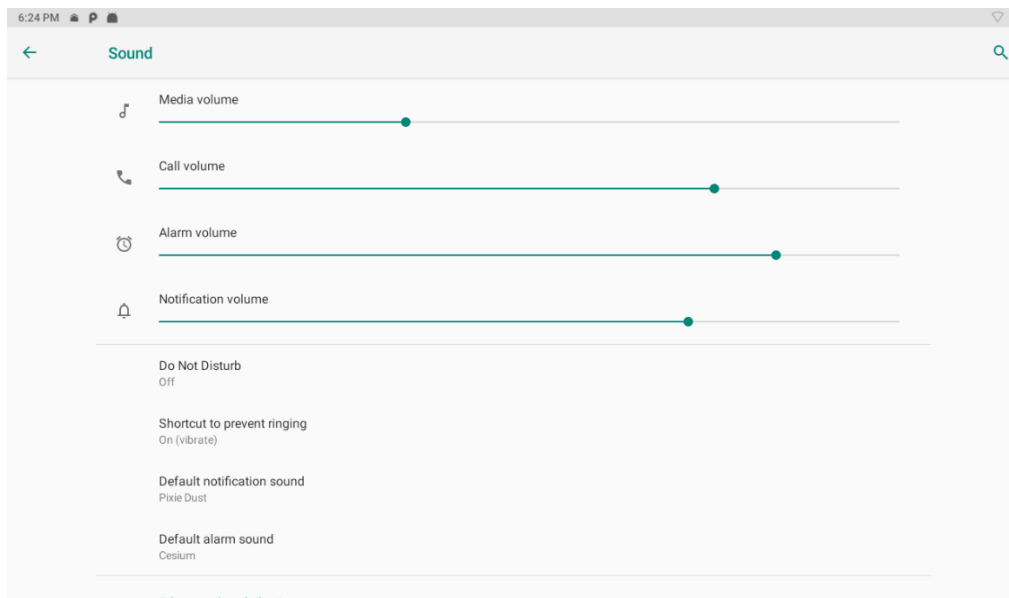 6:24 PM
Sound
Media volume
Call volume
Alarm volume
Notification volume
Do Not Disturb
Off
Shortcut to prevent ringing
On (vibrate)
Default notification sound
Pixie Dust
Default alarm sound
Cesium